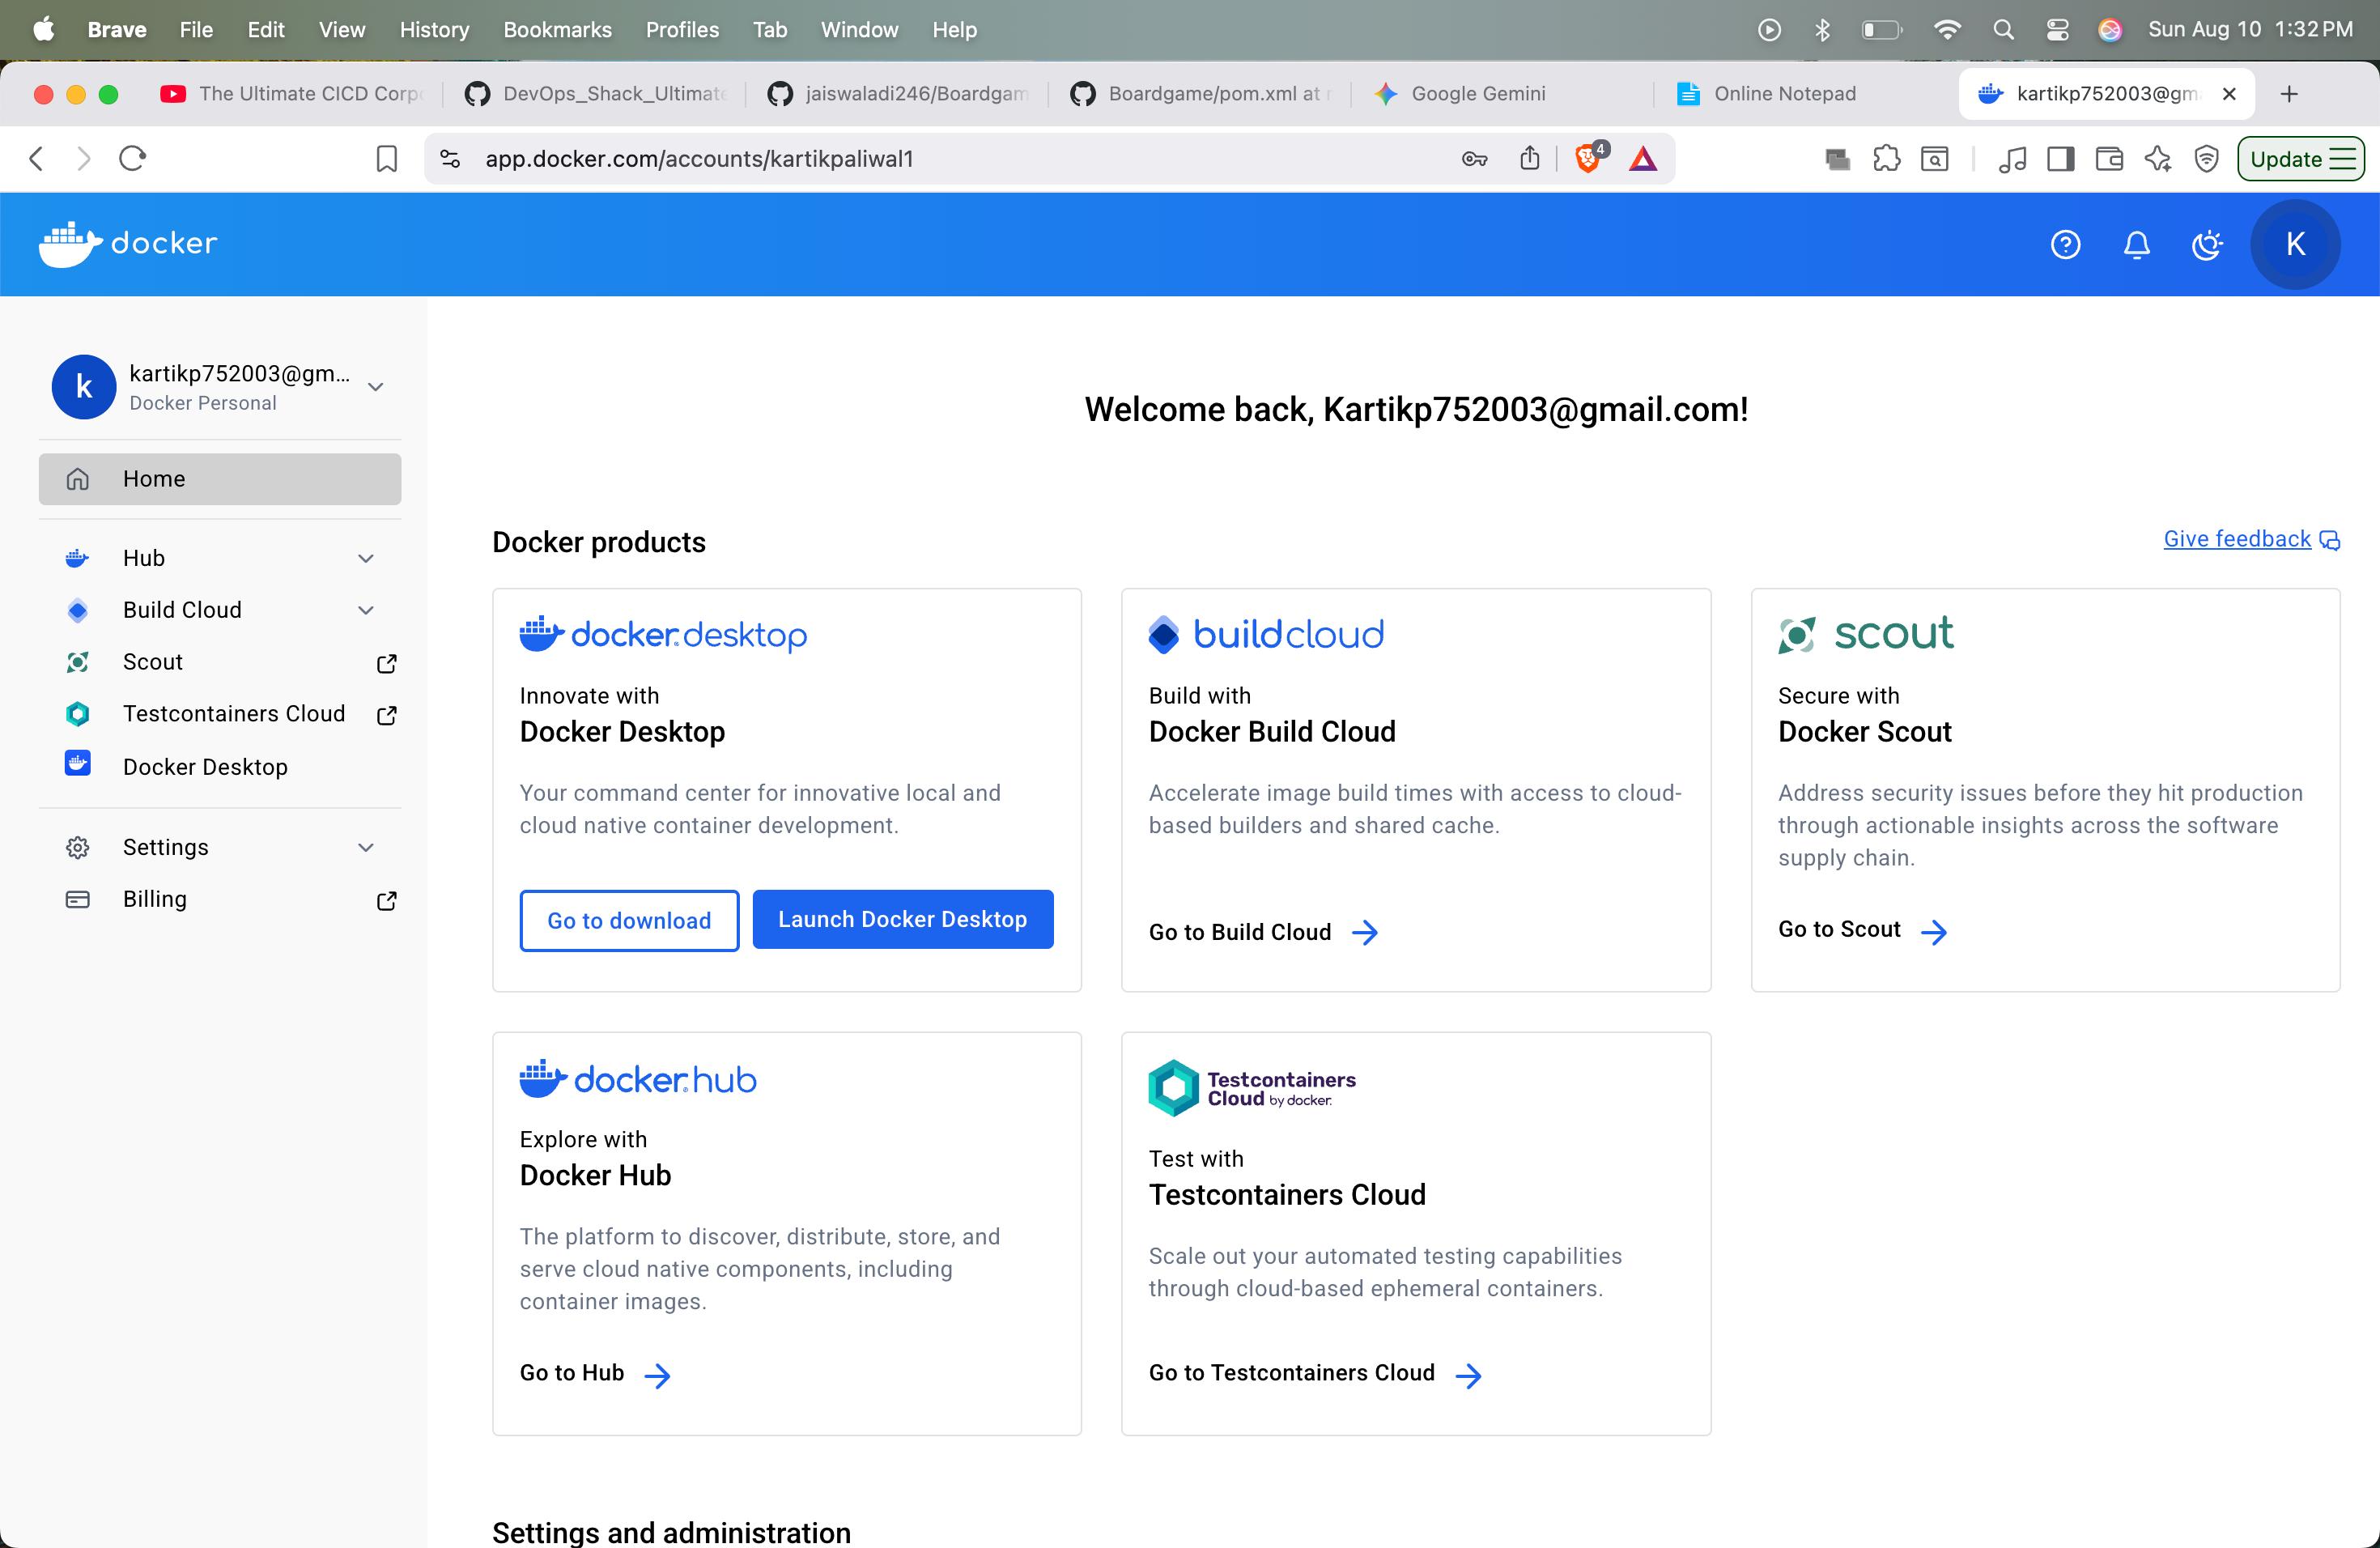 Brave File Edit View History Bookmarks Profiles Tab Window Help Sun Aug 10 1:32 PM
The Ultimate CICD Corp DevOps_Shack_Ultimate jaiswaladi246/Boardgam Boardgame/pom.xml at Google Gemini Online Notepad kartikp752003@gm
app.docker.com/accounts/kartikpaliwal1 4 Update
docker K
k kartikp752003@gm...
Docker Personal
Home
Hub
Build Cloud
Scout
Testcontainers Cloud
Docker Desktop
Settings
Billing
Welcome back, Kartikp752003@gmail.com!
Docker products Give feedback
docker desktop
Innovate with
Docker Desktop
Your command center for innovative local and
cloud native container development.
Go to download Launch Docker Desktop
buildcloud
Build with
Docker Build Cloud
Accelerate image build times with access to cloud-
based builders and shared cache.
Go to Build Cloud
scout
Secure with
Docker Scout
Address security issues before they hit production
through actionable insights across the software
supply chain.
Go to Scout
docker hub
Explore with
Docker Hub
The platform to discover, distribute, store, and
serve cloud native components, including
container images.
Go to Hub
Testcontainers
Cloud by docker.
Test with
Testcontainers Cloud
Scale out your automated testing capabilities
through cloud-based ephemeral containers.
Go to Testcontainers Cloud
Settings and administration